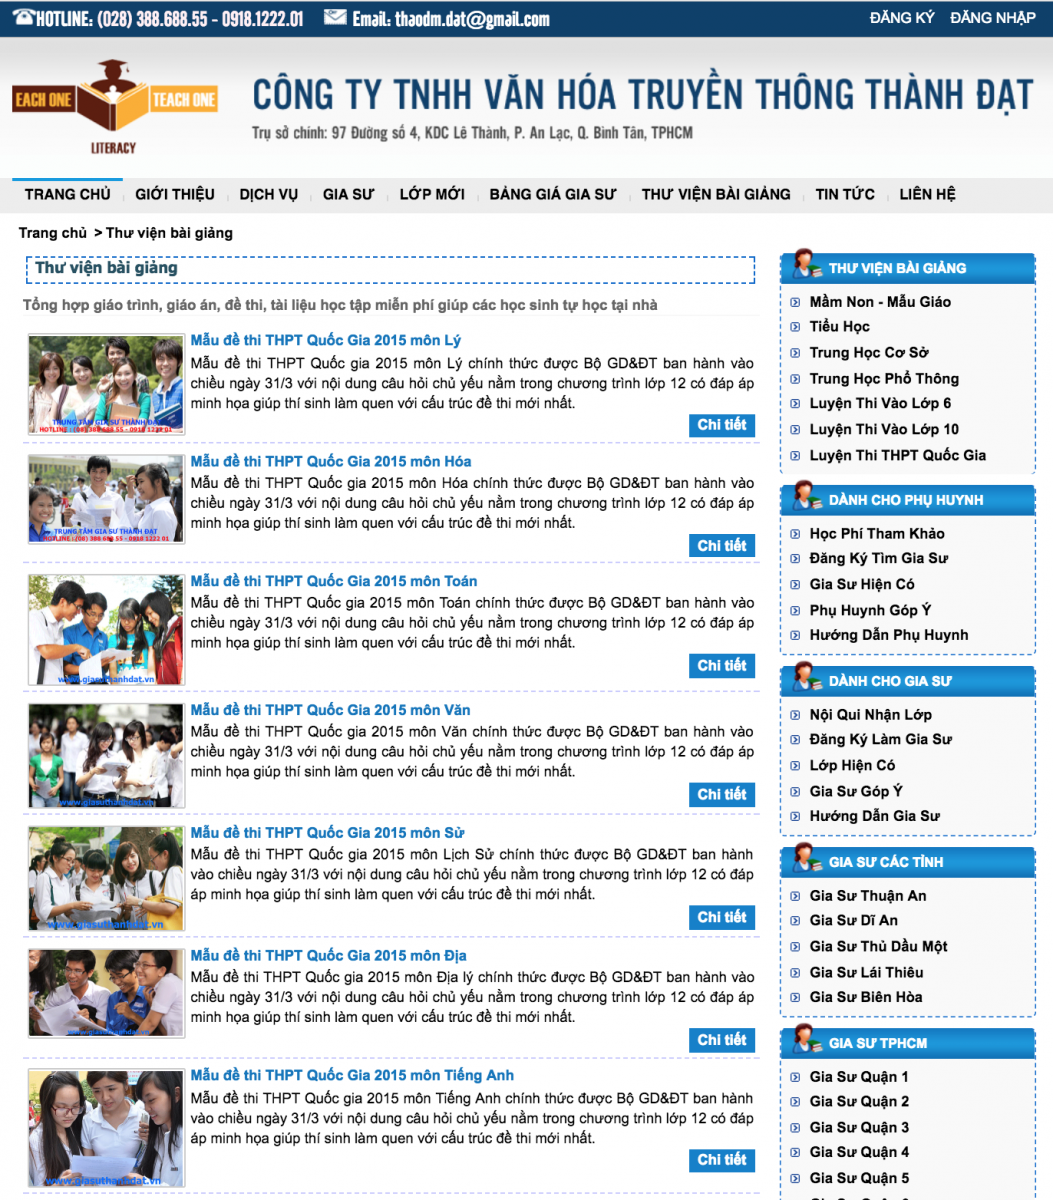 HOTLINE: (028) 388.688.55 - 0918.1222.01 Email: thaodm.dat@gmail.com ĐĂNG KÝ ĐĂNG NHẬP
EACH ONE TEACH ONE
LITERACY
CÔNG TY TNHH VĂN HÓA TRUYỀN THÔNG THÀNH ĐẠT
Trụ sở chính: 97 Đường số 4, KDC Lê Thành, P. An Lạc, Q. Bình Tân, TPHCM
TRANG CHỦ GIỚI THIỆU DỊCH VỤ GIA SƯ LỚP MỚI BẢNG GIÁ GIA SƯ THƯ VIỆN BÀI GIẢNG TIN TỨC LIÊN HỆ
Trang chủ > Thư viện bài giảng
Thư viện bài giảng
Tổng hợp giáo trình, giáo án, đề thi, tài liệu học tập miễn phí giúp các học sinh tự học tại nhà
Mẫu đề thi THPT Quốc Gia 2015 môn Lý
Mẫu đề thi THPT Quốc gia 2015 môn Lý chính thức được Bộ GD&ĐT ban hành vào
chiều ngày 31/3 với nội dung câu hỏi chủ yếu nằm trong chương trình lớp 12 có đáp áp
minh họa giúp thí sinh làm quen với cấu trúc đề thi mới nhất.
TRUNG TÂM GIA SƯ THÀNH ĐẠT
HOTLINE : (08) 388 688 55 - 0918 1222 01
Chi tiết
Mẫu đề thi THPT Quốc Gia 2015 môn Hóa
Mẫu đề thi THPT Quốc gia 2015 môn Hóa chính thức được Bộ GD&ĐT ban hành vào
chiều ngày 31/3 với nội dung câu hỏi chủ yếu nằm trong chương trình lớp 12 có đáp áp
minh họa giúp thí sinh làm quen với cấu trúc đề thi mới nhất.
TRUNG TÂM GIA SƯ THÀNH ĐẠT
HOTLINE : (08) 388 688 55 - 0918 1222 01
Chi tiết
Mẫu đề thi THPT Quốc Gia 2015 môn Toán
Mẫu đề thi THPT Quốc gia 2015 môn Toán chính thức được Bộ GD&ĐT ban hành vào
chiều ngày 31/3 với nội dung câu hỏi chủ yếu nằm trong chương trình lớp 12 có đáp áp
minh họa giúp thí sinh làm quen với cấu trúc đề thi mới nhất.
www.giasuthanhdat.vn
Chi tiết
Mẫu đề thi THPT Quốc Gia 2015 môn Văn
Mẫu đề thi THPT Quốc gia 2015 môn Văn chính thức được Bộ GD&ĐT ban hành vào
chiều ngày 31/3 với nội dung câu hỏi chủ yếu nằm trong chương trình lớp 12 có đáp áp
minh họa giúp thí sinh làm quen với cấu trúc đề thi mới nhất.
www.giasuthanhdat.vn
Chi tiết
Mẫu đề thi THPT Quốc Gia 2015 môn Sử
Mẫu đề thi THPT Quốc gia 2015 môn Lịch Sử chính thức được Bộ GD&ĐT ban hành
vào chiều ngày 31/3 với nội dung câu hỏi chủ yếu nằm trong chương trình lớp 12 có đáp
áp minh họa giúp thí sinh làm quen với cấu trúc đề thi mới nhất.
www.giasuthanhdat.vn
Chi tiết
Mẫu đề thi THPT Quốc Gia 2015 môn Địa
Mẫu đề thi THPT Quốc gia 2015 môn Địa lý chính thức được Bộ GD&ĐT ban hành vào
chiều ngày 31/3 với nội dung câu hỏi chủ yếu nằm trong chương trình lớp 12 có đáp áp
minh họa giúp thí sinh làm quen với cấu trúc đề thi mới nhất.
www.giasuthanhdat.vn
Chi tiết
Mẫu đề thi THPT Quốc Gia 2015 môn Tiếng Anh
Mẫu đề thi THPT Quốc gia 2015 môn Tiếng Anh chính thức được Bộ GD&ĐT ban hành
vào chiều ngày 31/3 với nội dung câu hỏi chủ yếu nằm trong chương trình lớp 12 có đáp
áp minh họa giúp thí sinh làm quen với cấu trúc đề thi mới nhất.
www.giasuthanhdat.vn
Chi tiết
THƯ VIỆN BÀI GIẢNG
Mầm Non - Mẫu Giáo
Tiểu Học
Trung Học Cơ Sở
Trung Học Phổ Thông
Luyện Thi Vào Lớp 6
Luyện Thi Vào Lớp 10
Luyện Thi THPT Quốc Gia
DÀNH CHO PHỤ HUYNH
Học Phí Tham Khảo
Đăng Ký Tìm Gia Sư
Gia Sư Hiện Có
Phụ Huynh Góp Ý
Hướng Dẫn Phụ Huynh
DÀNH CHO GIA SƯ
Nội Qui Nhận Lớp
Đăng Ký Làm Gia Sư
Lớp Hiện Có
Gia Sư Góp Ý
Hướng Dẫn Gia Sư
GIA SƯ CÁC TỈNH
Gia Sư Thuận An
Gia Sư Dĩ An
Gia Sư Thủ Dầu Một
Gia Sư Lái Thiêu
Gia Sư Biên Hòa
GIA SƯ TPHCM
Gia Sư Quận 1
Gia Sư Quận 2
Gia Sư Quận 3
Gia Sư Quận 4
Gia Sư Quận 5